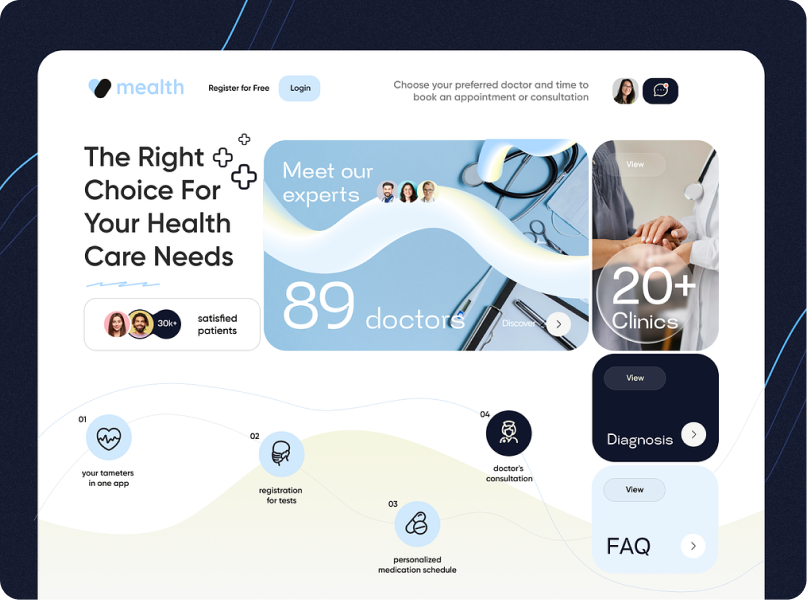 mealth
Register for Free
Login
Choose your preferred doctor and time to
book an appointment or consultation
The Right
Choice For
Your Health
Care Needs
30k+
satisfied
patients
Meet our
experts
89 doctors
Discover
View
20+
Clinics
View
Diagnosis
View
FAQ
01
your tameters
in one app
02
registration
for tests
03
personalized
medication schedule
04
doctor's
consultation